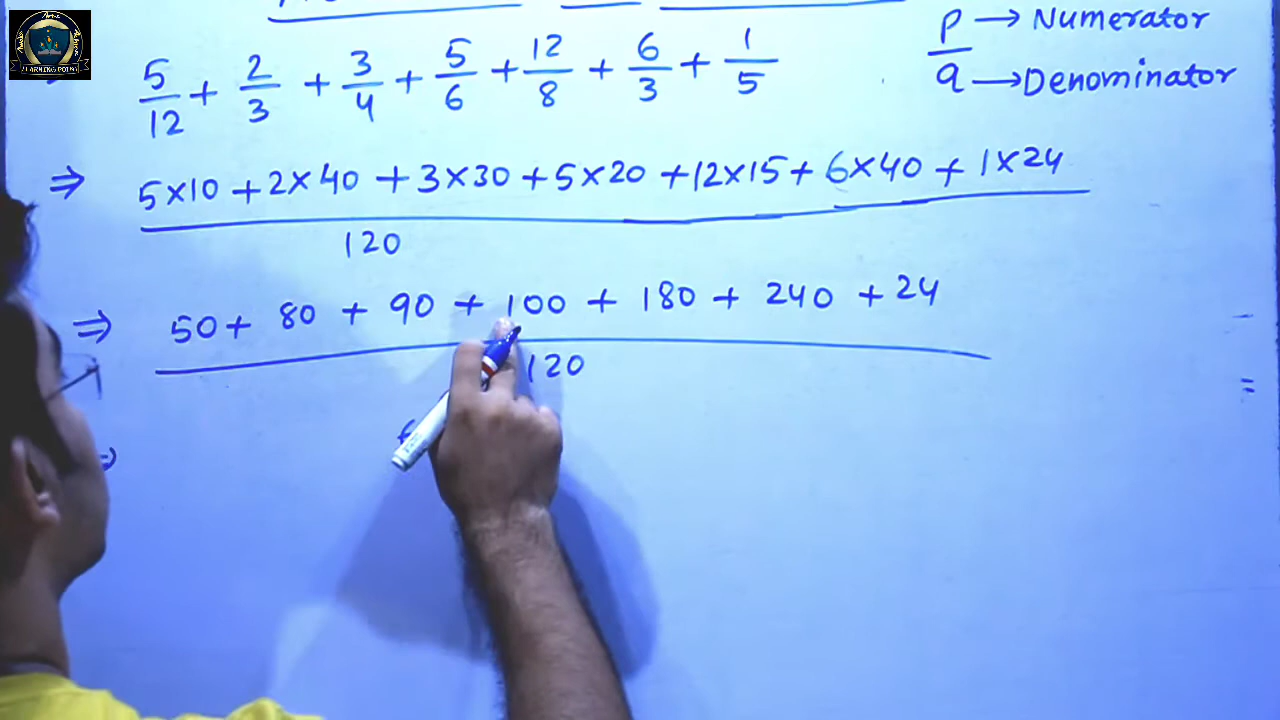 5/12 + 2/3 + 3/4 + 5/6 + 12/8 + 6/3 + 1/5
p → Numerator
q → Denominator
⇒ 5×10 + 2×40 + 3×30 + 5×20 + 12×15 + 6×40 + 1×24
120
⇒ 50 + 80 + 90 + 100 + 180 + 240 + 24
120
=
LEARNING POINT